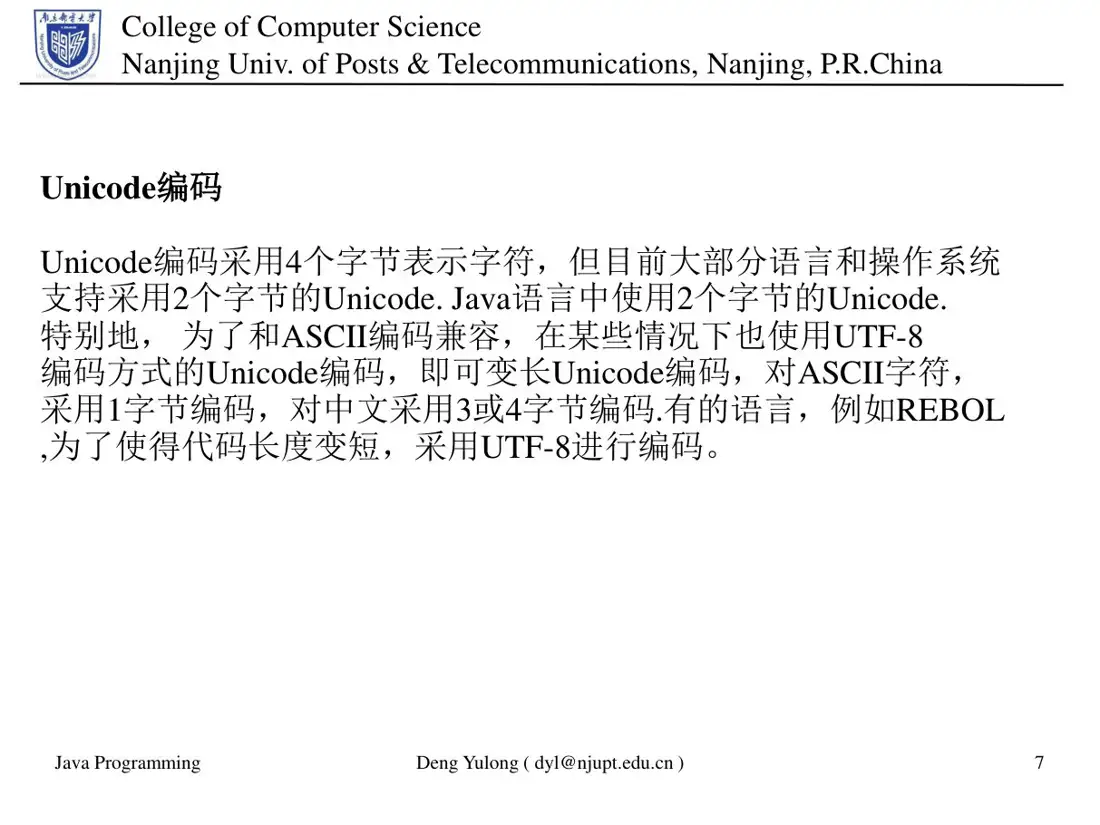 College of Computer Science
Nanjing Univ. of Posts & Telecommunications, Nanjing, P.R.China
Unicode编码
Unicode编码采用4个字节表示字符，但目前大部分语言和操作系统
支持采用2个字节的Unicode. Java语言中使用2个字节的Unicode.
特别地， 为了和ASCII编码兼容，在某些情况下也使用UTF-8
编码方式的Unicode编码，即可变长Unicode编码，对ASCII字符，
采用1字节编码，对中文采用3或4字节编码.有的语言，例如REBOL
,为了使得代码长度变短，采用UTF-8进行编码。
Java Programming
Deng Yulong ( dyl@njupt.edu.cn )
7